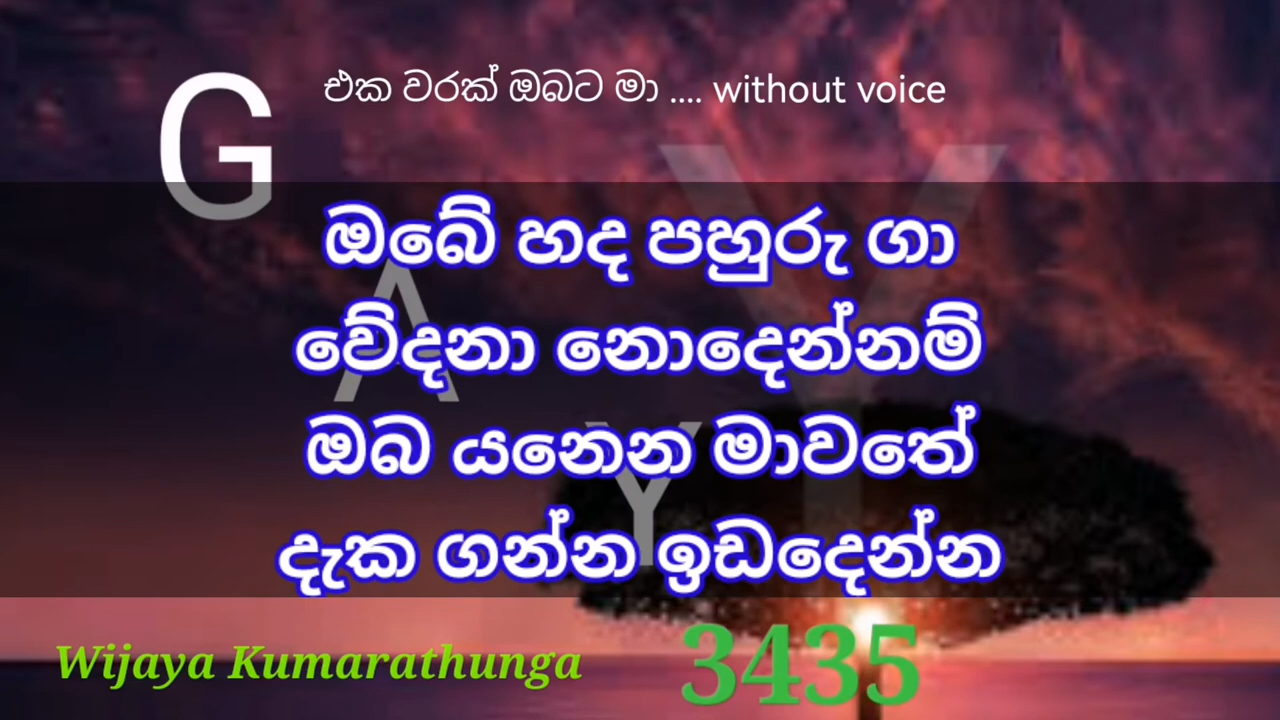 G
එක වරක් ඔබට මා .... without voice
ඔබේ හද පහුරු ගා
වේදනා නොදෙන්නම්
ඔබ යනෙන මාවතේ
දැක ගන්න ඉඩදෙන්න
A
Y
Y
Wijaya Kumarathunga 3435